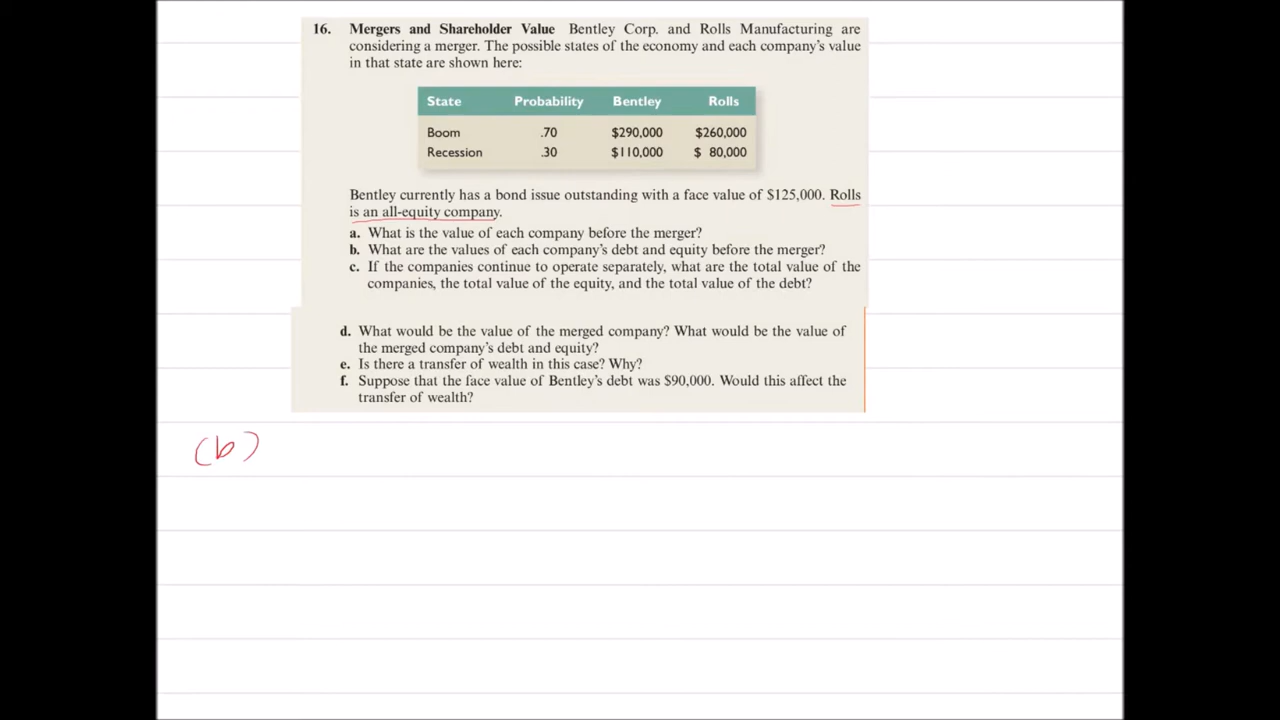 16. Mergers and Shareholder Value Bentley Corp. and Rolls Manufacturing are
considering a merger. The possible states of the economy and each company's value
in that state are shown here:
State Probability Bentley Rolls
Boom .70 $290,000 $260,000
Recession .30 $110,000 $ 80,000
Bentley currently has a bond issue outstanding with a face value of $125,000. Rolls
is an all-equity company.
a. What is the value of each company before the merger?
b. What are the values of each company's debt and equity before the merger?
c. If the companies continue to operate separately, what are the total value of the
companies, the total value of the equity, and the total value of the debt?
d. What would be the value of the merged company? What would be the value of
the merged company's debt and equity?
e. Is there a transfer of wealth in this case? Why?
f. Suppose that the face value of Bentley's debt was $90,000. Would this affect the
transfer of wealth?
(b)